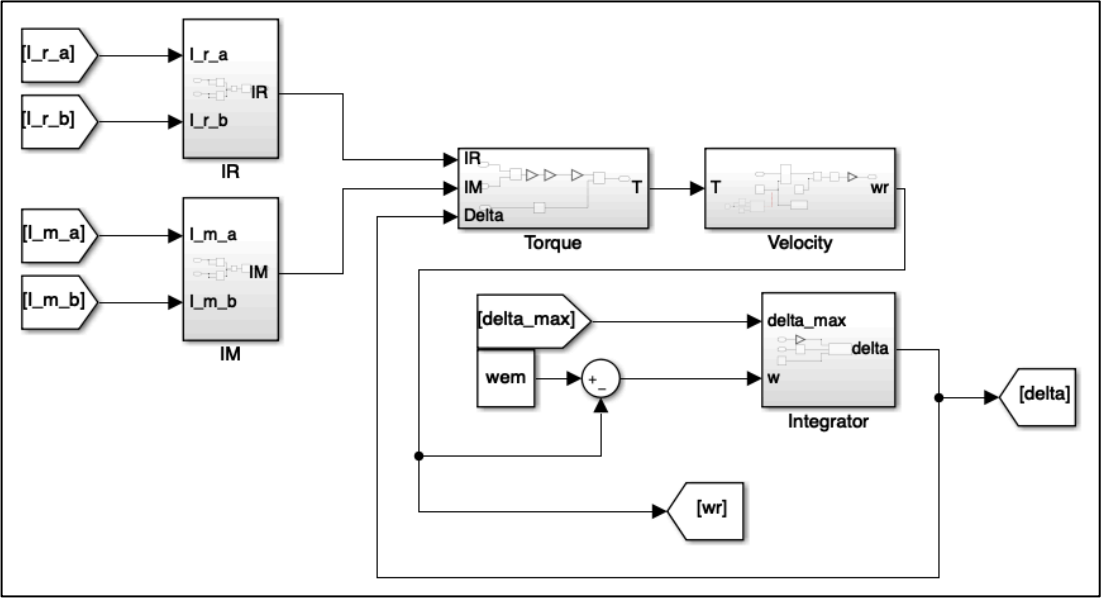 [I_r_a]
I_r_a
IR
[I_r_b]
I_r_b
IR
[I_m_a]
I_m_a
IM
[I_m_b]
I_m_b
IM
IR
IM
Delta
T
Torque
T
wr
Velocity
[delta_max]
delta_max
delta
wem
+
_
w
Integrator
[delta]
[wr]